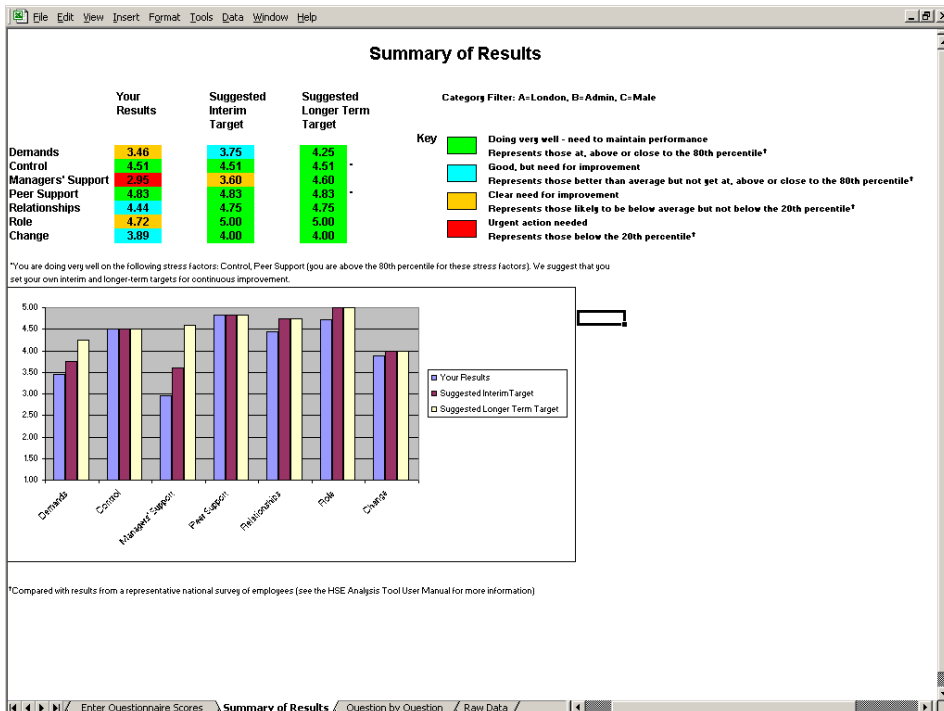 File Edit View Insert Format Tools Data Window Help
Summary of Results
Your Results Suggested Interim Target Suggested Longer Term Target
Category Filter: A=London, B=Admin, C=Male
Demands 3.46 3.75 4.25
Control 4.51 4.51 4.51 *
Managers' Support 2.95 3.60 4.60
Peer Support 4.83 4.83 4.83 *
Relationships 4.44 4.75 4.75
Role 4.72 5.00 5.00
Change 3.89 4.00 4.00
Key
Doing very well - need to maintain performance
Represents those at, above or close to the 80th percentile†
Good, but need for improvement
Represents those better than average but not yet at, above or close to the 80th percentile†
Clear need for improvement
Represents those likely to be below average but not below the 20th percentile†
Urgent action needed
Represents those below the 20th percentile†
*You are doing very well on the following stress factors: Control, Peer Support (you are above the 80th percentile for these stress factors). We suggest that you
set your own interim and longer-term targets for continuous improvement.
5.00
4.50
4.00
3.50
3.00
2.50
2.00
1.50
1.00
Demands
Control
Managers' Support
Peer Support
Relationships
Role
Change
Your Results
Suggested Interim Target
Suggested Longer Term Target
†Compared with results from a representative national survey of employees (see the HSE Analysis Tool User Manual for more information)
Enter Questionnaire Scores Summary of Results Question by Question Raw Data